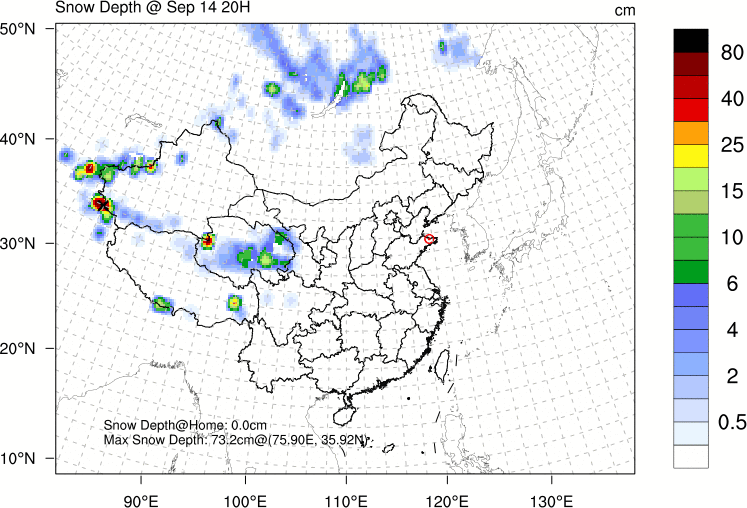 Snow Depth @ Sep 14 20H
cm
50°N
40°N
30°N
20°N
10°N
90°E
100°E
110°E
120°E
130°E
80
40
25
15
10
6
4
2
0.5
Snow Depth@Home: 0.0cm
Max Snow Depth: 73.2cm@(75.90E, 35.92N)